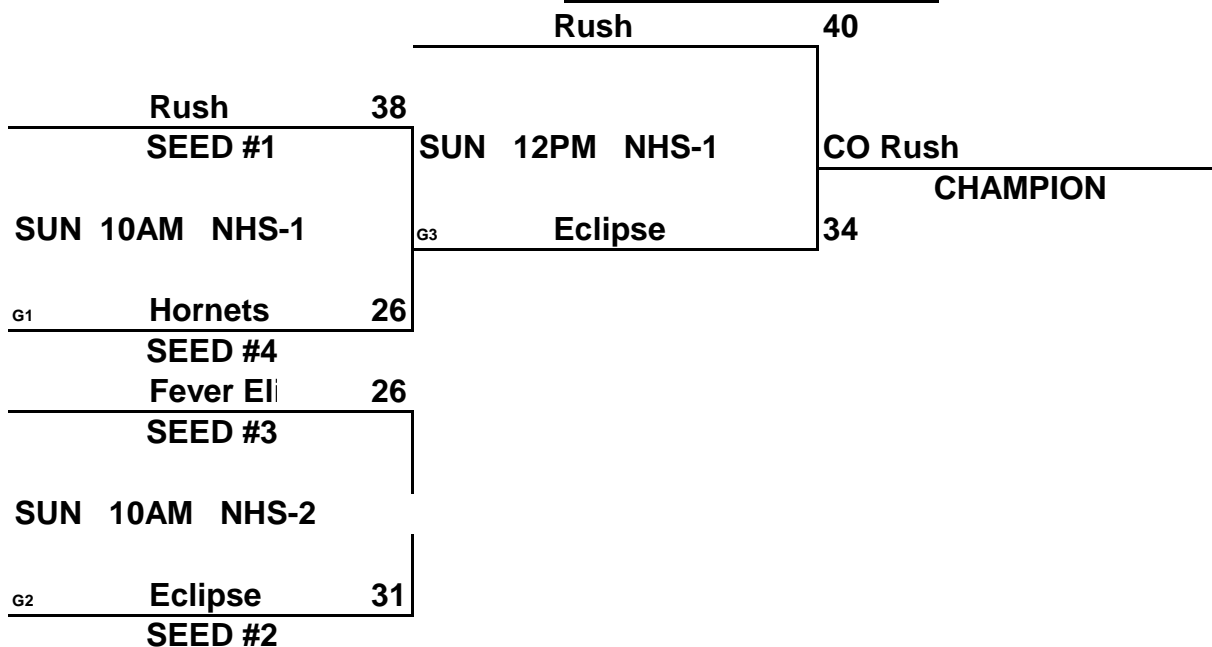 Rush 40
Rush 38
SEED #1 SUN 12PM NHS-1 CO Rush
CHAMPION
SUN 10AM NHS-1 G3 Eclipse 34
G1 Hornets 26
SEED #4
Fever Eli 26
SEED #3
SUN 10AM NHS-2
G2 Eclipse 31
SEED #2